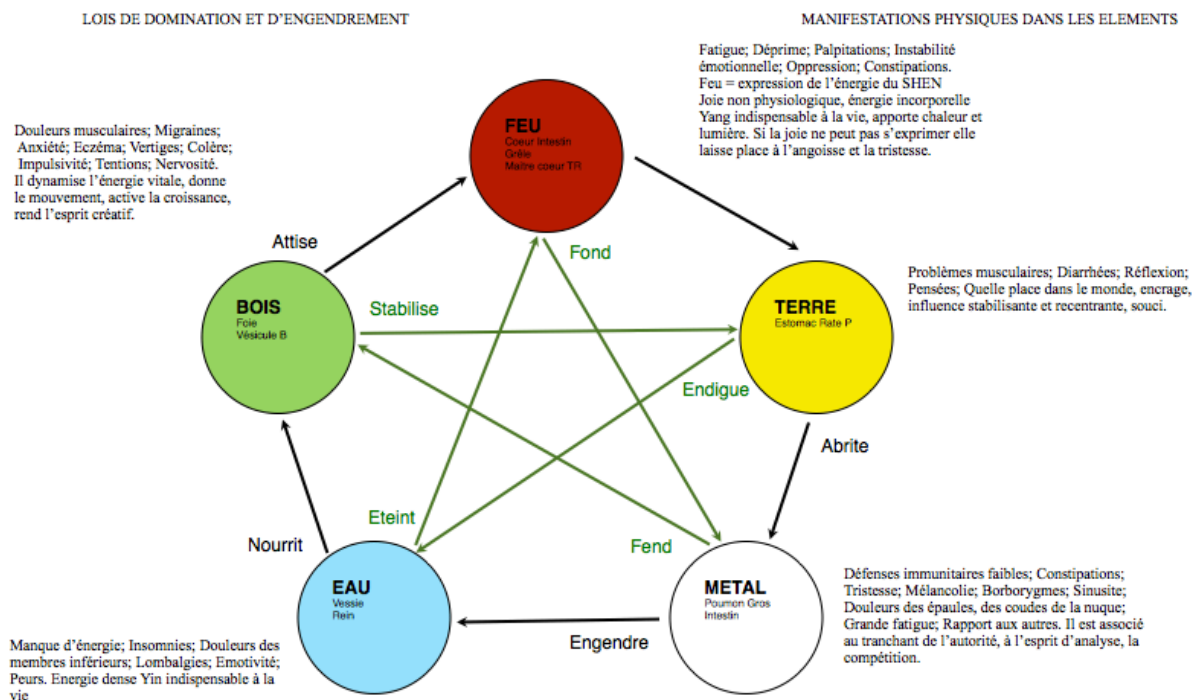 LOIS DE DOMINATION ET D'ENGENDREMENT
MANIFESTATIONS PHYSIQUES DANS LES ELEMENTS
Fatigue; Déprime; Palpitations; Instabilité
émotionnelle; Oppression; Constipations.
Feu = expression de l'énergie du SHEN
Joie non physiologique, énergie incorporelle
Yang indispensable à la vie, apporte chaleur et
lumière. Si la joie ne peut pas s'exprimer elle
laisse place à l'angoisse et la tristesse.
Douleurs musculaires; Migraines;
Anxiété; Eczéma; Vertiges; Colère;
Impulsivité; Tentions; Nervosité.
Il dynamise l'énergie vitale, donne
le mouvement, active la croissance,
rend l'esprit créatif.
FEU
Coeur Intestin
Grêle
Maitre coeur TR
Attise
Fond
BOIS
Foie
Vésicule B
Stabilise
TERRE
Estomac Rate P
Problèmes musculaires; Diarrhées; Réflexion;
Pensées; Quelle place dans le monde, encrage,
influence stabilisante et recentrante, souci.
Endigue
Abrite
Eteint
Nourrit
Fend
EAU
Vessie
Rein
METAL
Poumon Gros
Intestin
Engendre
Défenses immunitaires faibles; Constipations;
Tristesse; Mélancolie; Borborygmes; Sinusite;
Douleurs des épaules, des coudes de la nuque;
Grande fatigue; Rapport aux autres. Il est associé
au tranchant de l'autorité, à l'esprit d'analyse, la
compétition.
Manque d'énergie; Insomnies; Douleurs des
membres inférieurs; Lombalgies; Emotivité;
Peurs. Energie dense Yin indispensable à la
vie